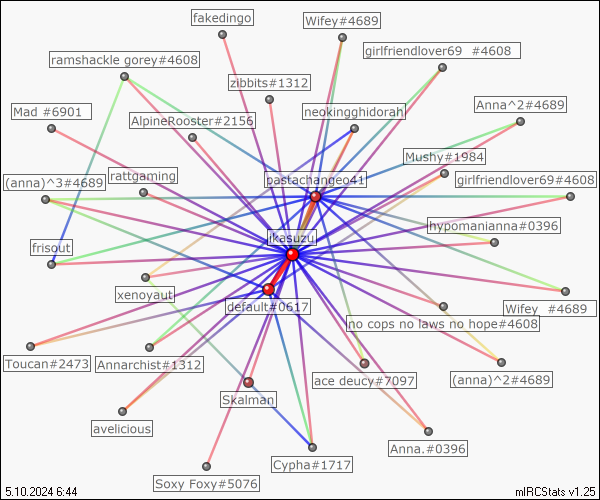 fakedingo
Wifey#4689
girlfriendlover69 #4608
ramshackle gorey#4608
zibbits#1312
neokingghidorah
Anna^2#4689
Mad #6901
AlpineRooster#2156
Mushy#1984
rattgaming
pastachangeo41
(anna)^3#4689
girlfriendlover69#4608
hypomanianna#0396
ikasuzu
frisout
xenoyaut
default#0617
Wifey #4689
no cops no laws no hope#4608
Toucan#2473
Annarchist#1312
ace deucy#7097
(anna)^2#4689
Skalman
avelicious
Anna.#0396
Cypha#1717
Soxy Foxy#5076
5.10.2024 6:44
mIRCStats v1.25